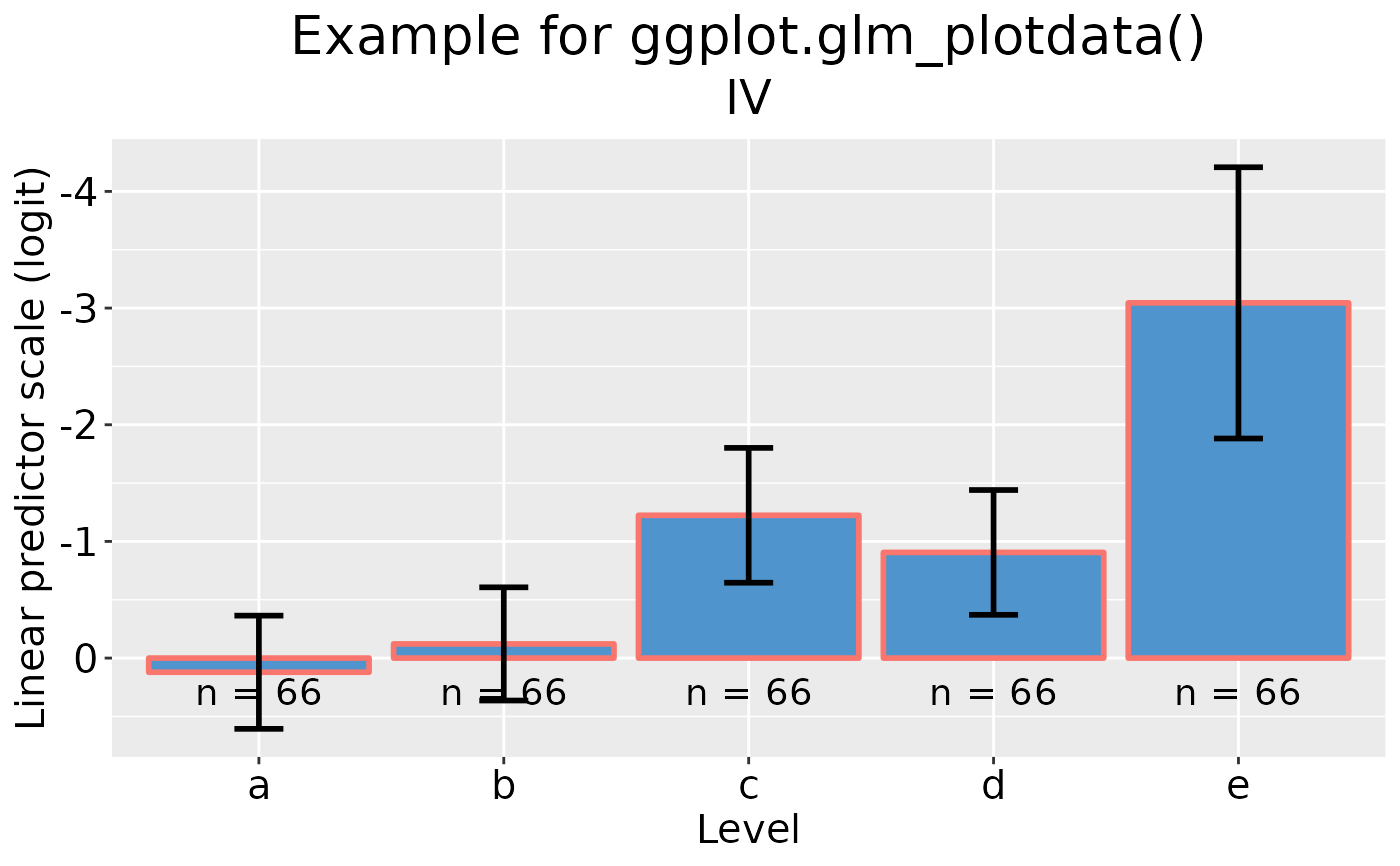 Example for ggplot.glm_plotdata()
IV
Linear predictor scale (logit)
-4
-3
-2
-1
0
n = 66
n = 66
n = 66
n = 66
n = 66
a
b
c
d
e
Level